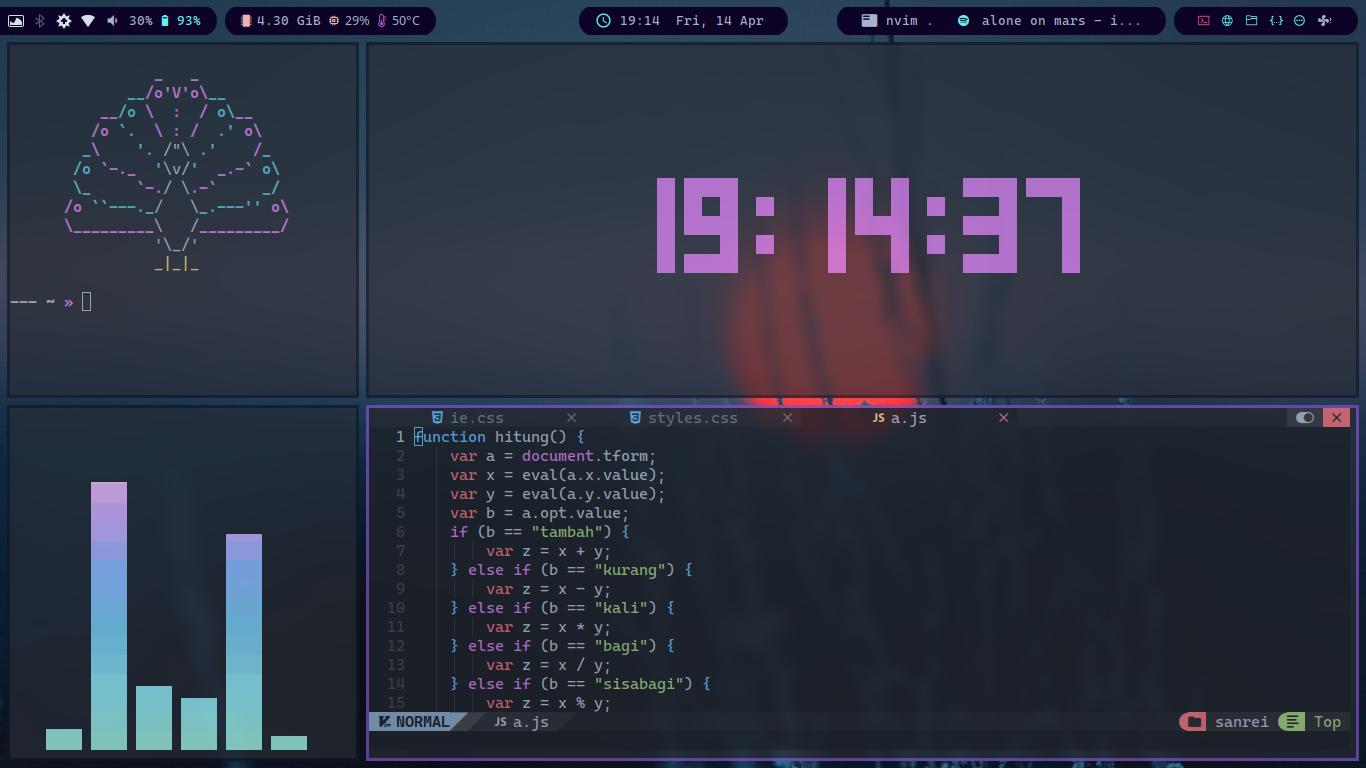 30% 93% 4.30 GiB 29% 50°C 19:14 Fri, 14 Apr nvim . alone on mars – i...
19:14:37
--- ~ »
ie.css × styles.css × JS a.js ×
1 function hitung() {
2 var a = document.tform;
3 var x = eval(a.x.value);
4 var y = eval(a.y.value);
5 var b = a.opt.value;
6 if (b == "tambah") {
7 var z = x + y;
8 } else if (b == "kurang") {
9 var z = x - y;
10 } else if (b == "kali") {
11 var z = x * y;
12 } else if (b == "bagi") {
13 var z = x / y;
14 } else if (b == "sisabagi") {
15 var z = x % y;
NORMAL JS a.js sanrei Top